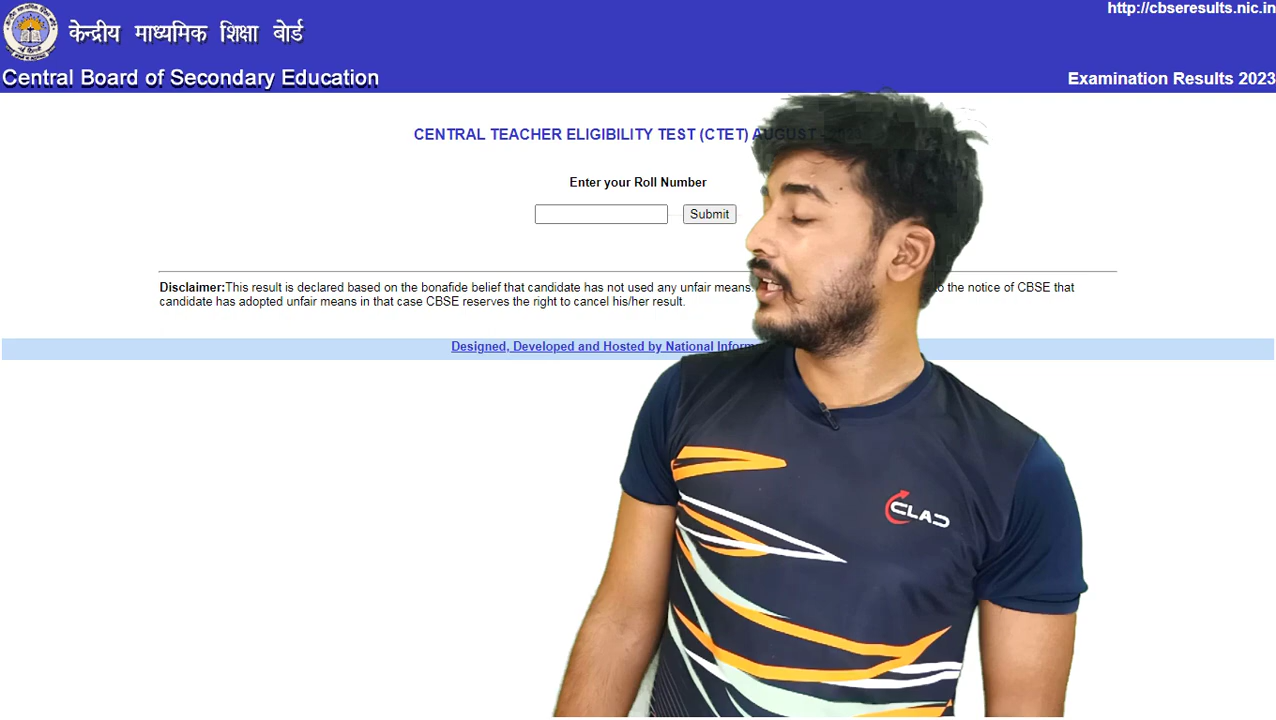 http://cbseresults.nic.in
केन्द्रीय माध्यमिक शिक्षा बोर्ड
Central Board of Secondary Education
Examination Results 2023
CENTRAL TEACHER ELIGIBILITY TEST (CTET) AUGUST - 2023
Enter your Roll Number
Submit
Disclaimer:This result is declared based on the bonafide belief that candidate has not used any unfair means. to the notice of CBSE that
candidate has adopted unfair means in that case CBSE reserves the right to cancel his/her result.
Designed, Developed and Hosted by National
CLAD